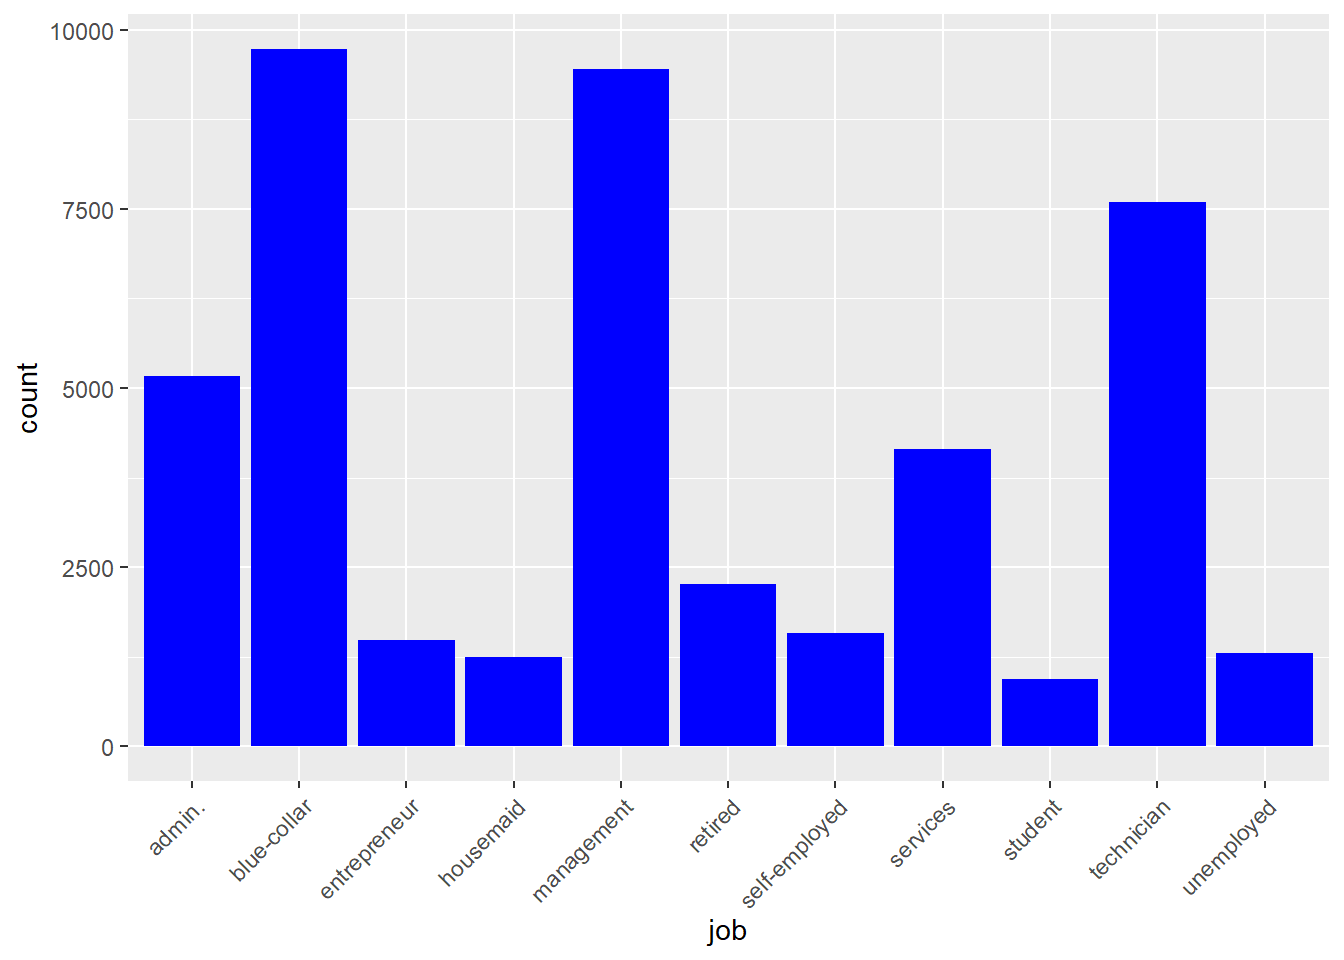 10000
7500
5000
2500
0
count
admin.
blue-collar
entrepreneur
housemaid
management
retired
self-employed
services
student
technician
unemployed
job